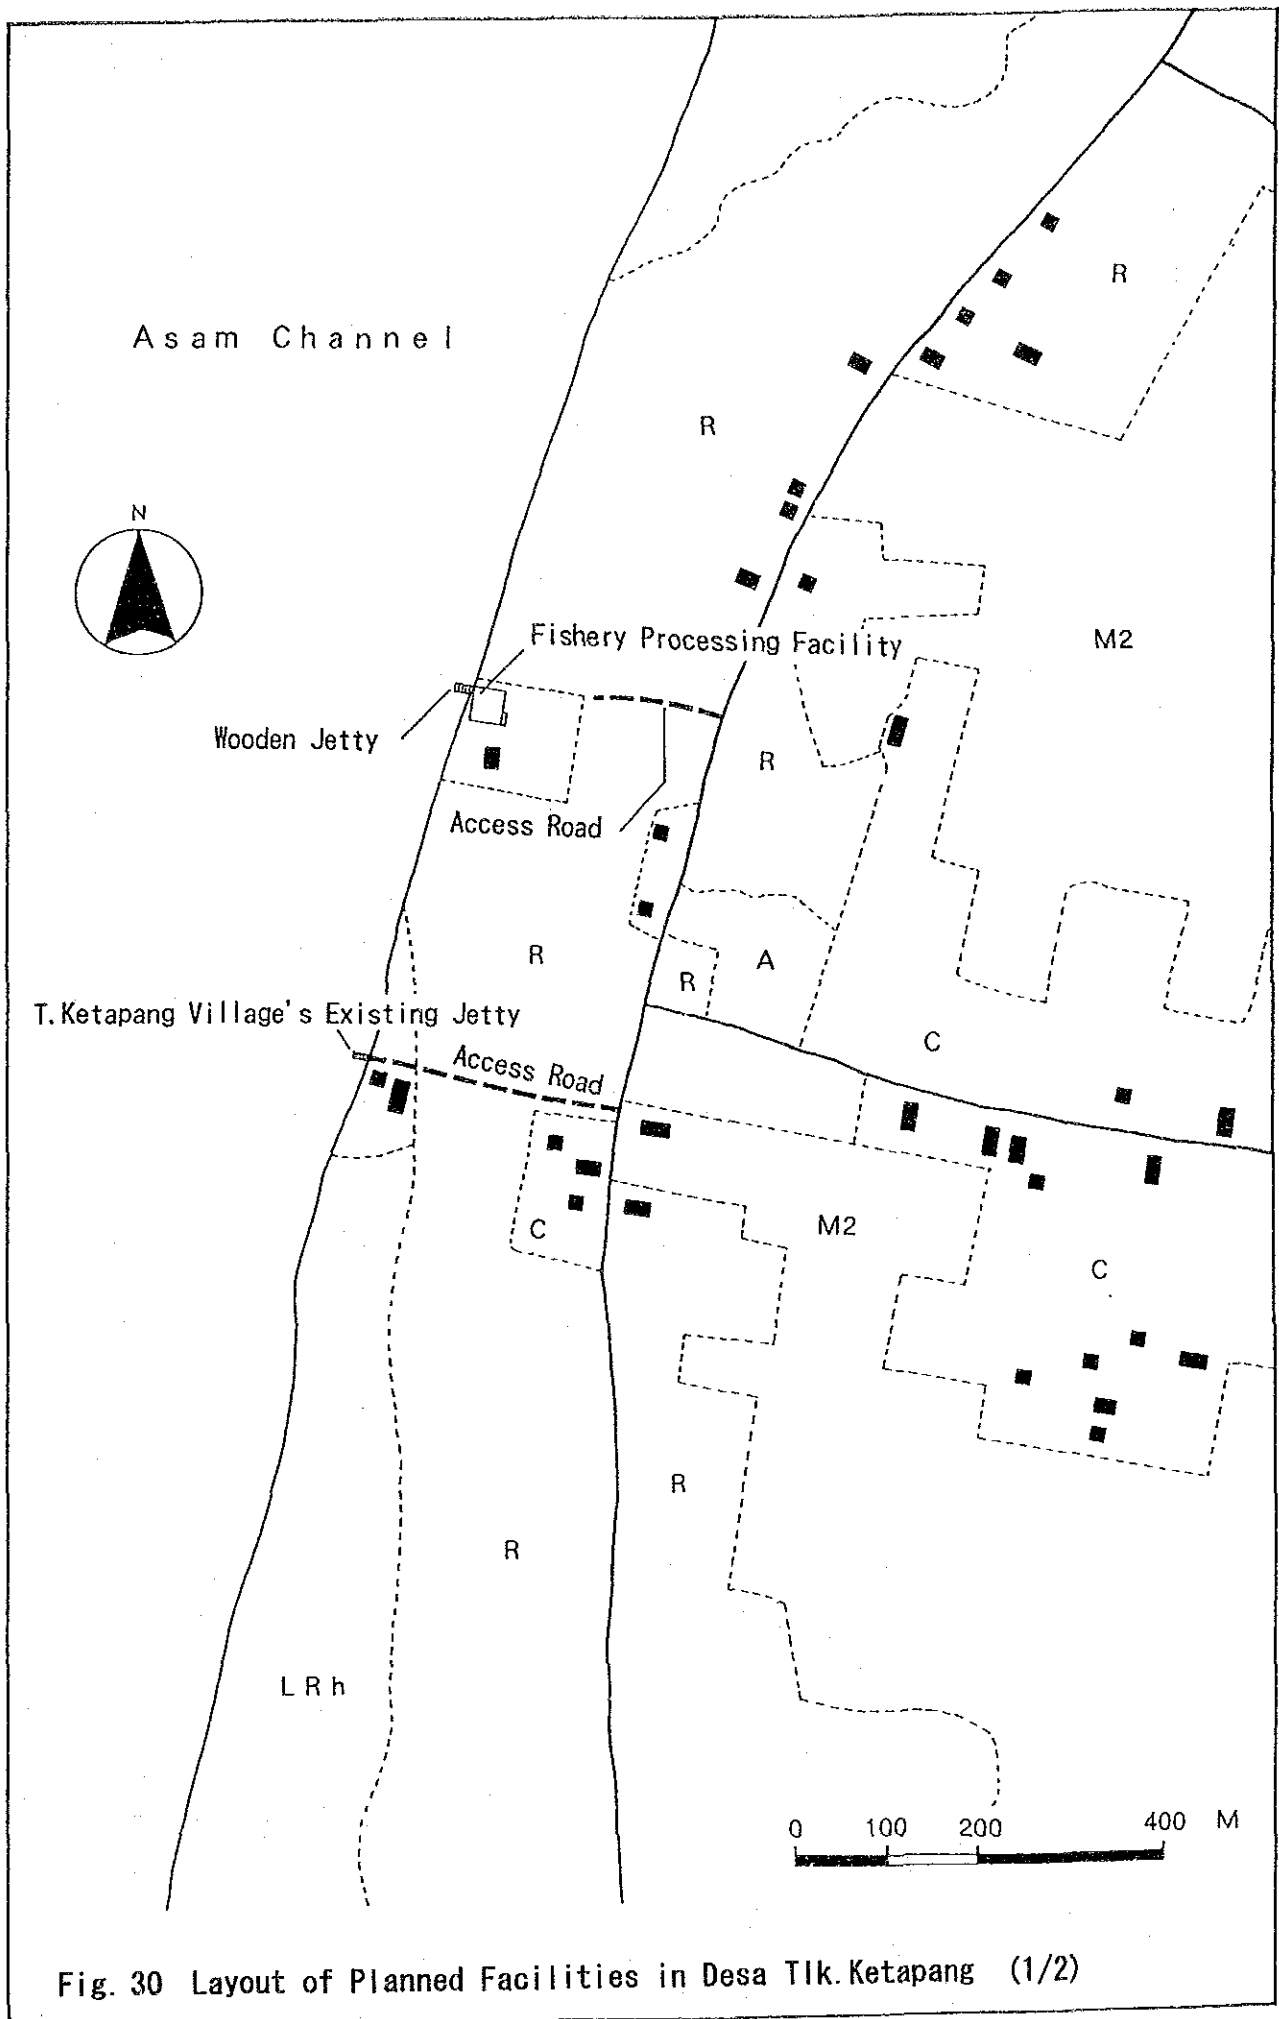 R
Asam Channel
R
N
Fishery Processing Facility
M2
Wooden Jetty
R
Access Road
R
A
R
T.Ketapang Village's Existing Jetty
C
Access Road
M2
C
C
R
R
LRh
0 100 200 400 M
Fig. 30 Layout of Planned Facilities in Desa Tlk.Ketapang (1/2)